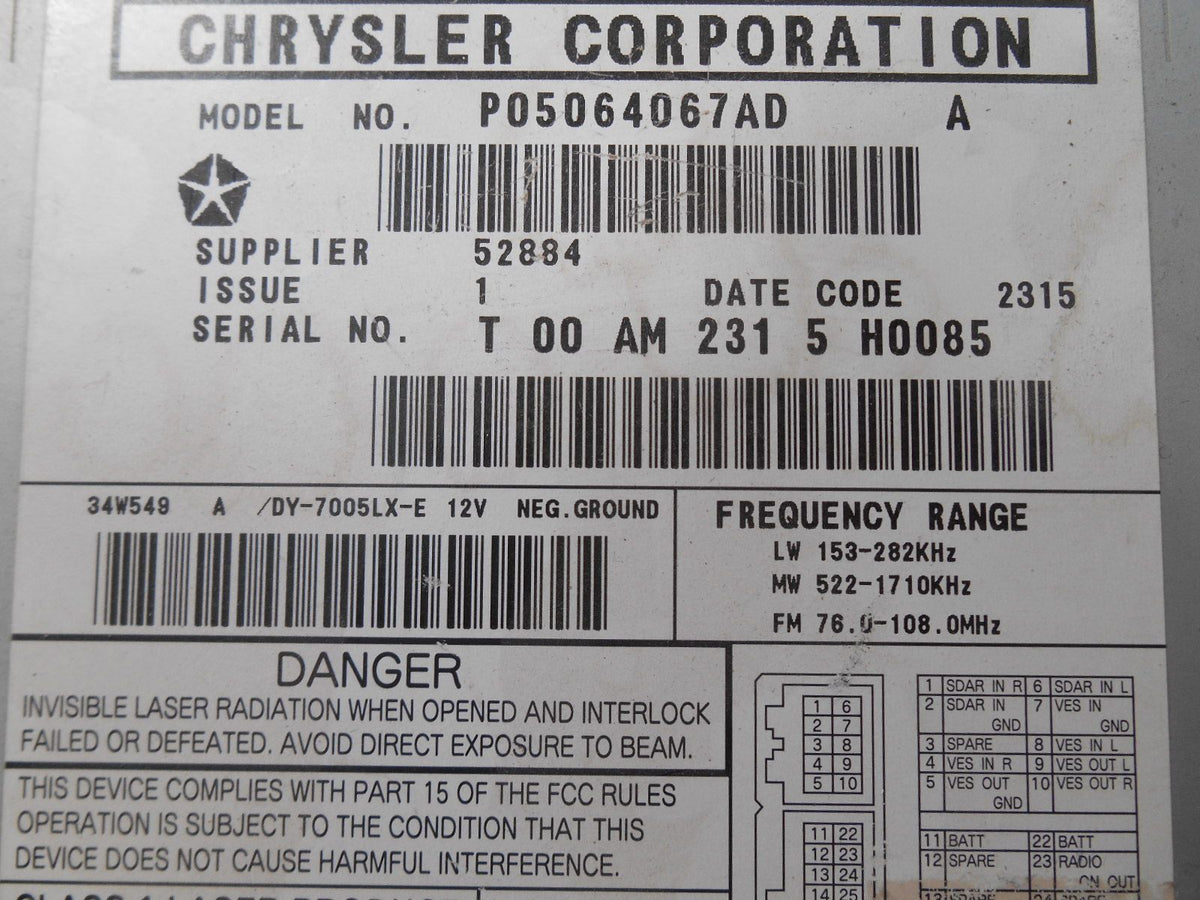 CHRYSLER CORPORATION
MODEL NO. P05064067AD A
SUPPLIER 52884
ISSUE 1 DATE CODE 2315
SERIAL NO. T 00 AM 231 5 H0085
34W549 A /DY-7005LX-E 12V NEG.GROUND
FREQUENCY RANGE
LW 153-282KHz
MW 522-1710KHz
FM 76.0-108.0MHz
DANGER
INVISIBLE LASER RADIATION WHEN OPENED AND INTERLOCK
FAILED OR DEFEATED. AVOID DIRECT EXPOSURE TO BEAM.
THIS DEVICE COMPLIES WITH PART 15 OF THE FCC RULES
OPERATION IS SUBJECT TO THE CONDITION THAT THIS
DEVICE DOES NOT CAUSE HARMFUL INTERFERENCE.
1 6
2 7
3 8
4 9
5 10
11 22
12 23
13 24
14 25
1 SDAR IN R 6 SDAR IN L
2 SDAR IN 7 VES IN
GND GND
3 SPARE 8 VES IN L
4 VES IN R 9 VES OUT L
5 VES OUT 10 VES OUT R
GND
11 BATT 22 BATT
12 SPARE 23 RADIO
ON OUT